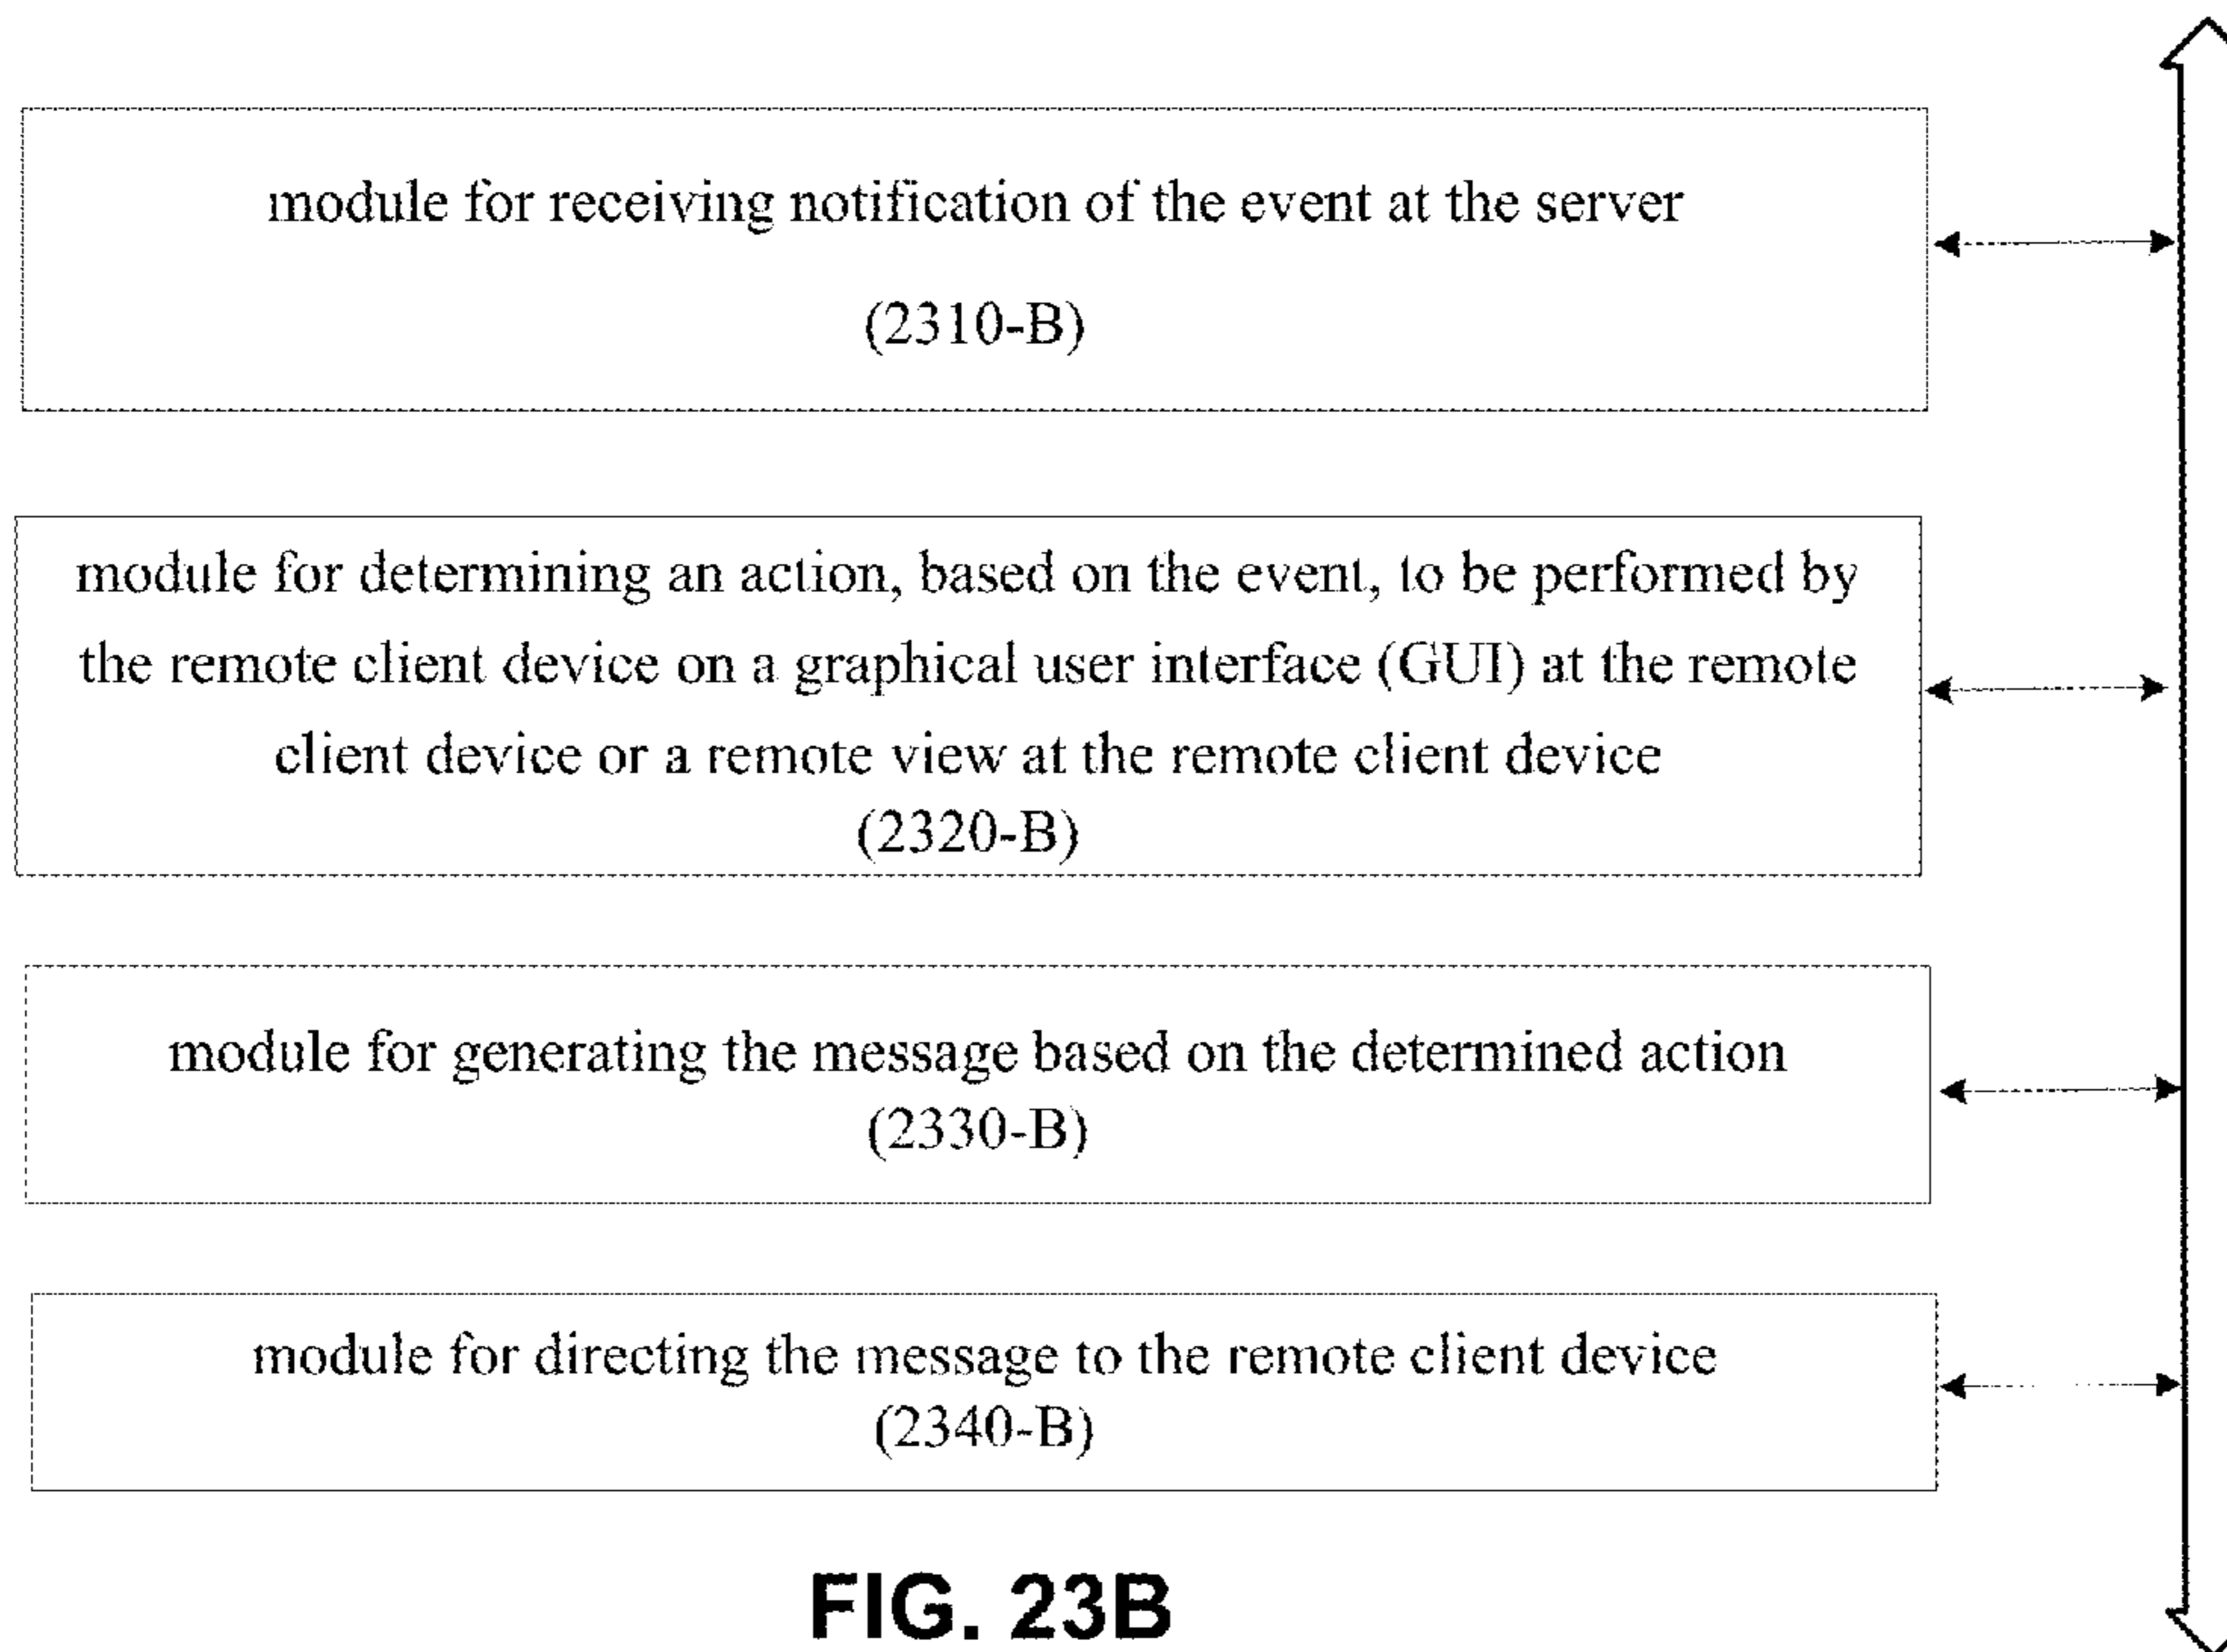 module for receiving notification of the event at the server
(2310-B)
module for determining an action, based on the event, to be performed by
the remote client device on a graphical user interface (GUI) at the remote
client device or a remote view at the remote client device
(2320-B)
module for generating the message based on the determined action
(2330-B)
module for directing the message to the remote client device
(2340-B)
FIG. 23B